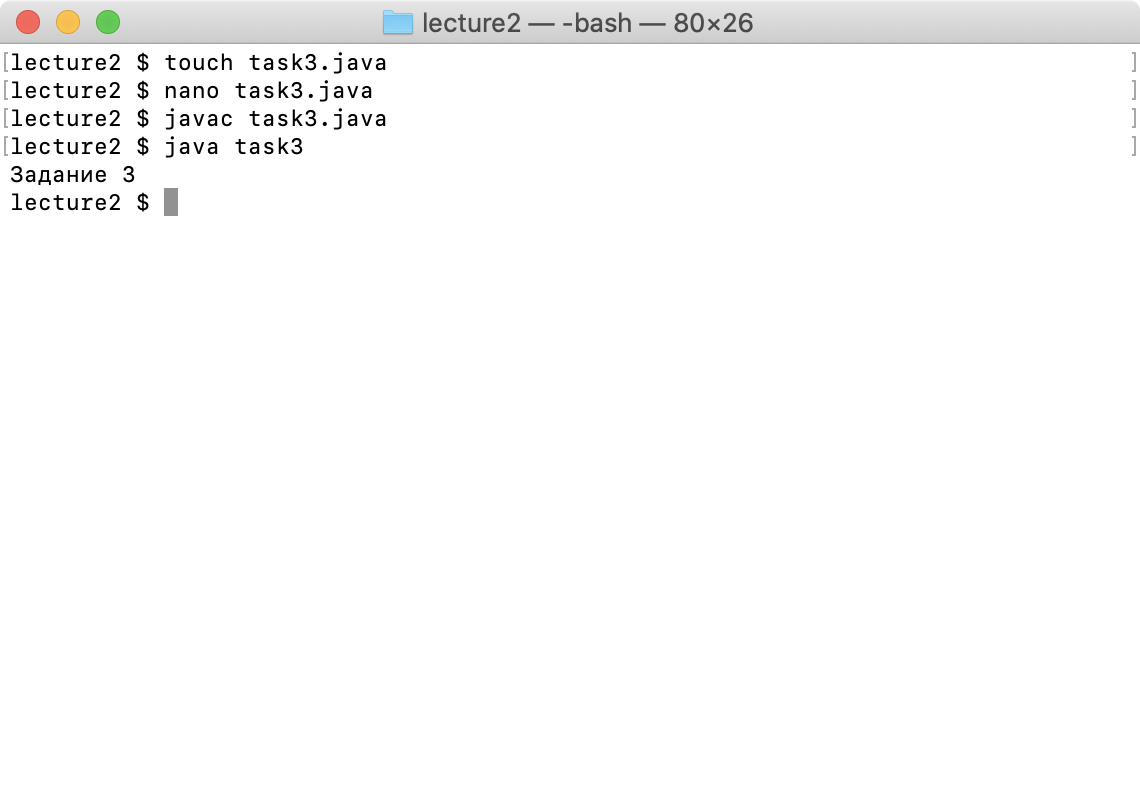 lecture2 — -bash — 80×26
[lecture2 $ touch task3.java ]
[lecture2 $ nano task3.java ]
[lecture2 $ javac task3.java ]
[lecture2 $ java task3 ]
Задание 3
lecture2 $